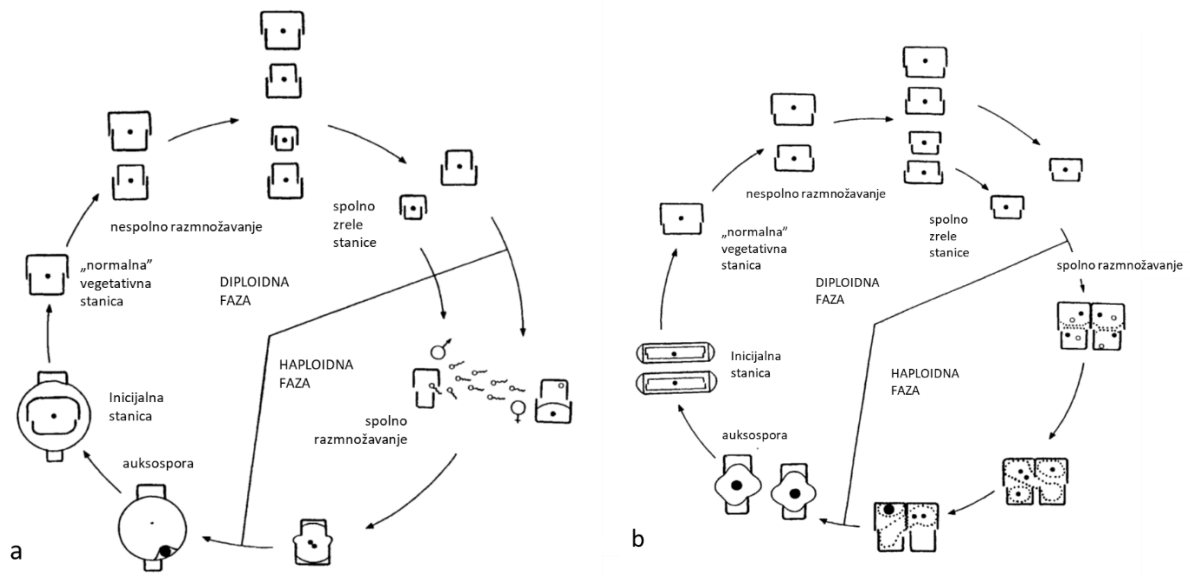 nespolno razmnožavanje
spolno
zrele
stanice
„normalna”
vegetativna
stanica
DIPLOIDNA
FAZA
HAPLOIDNA
FAZA
♂
♀
spolno
razmnožavanje
Inicijalna
stanica
auksospora
a
nespolno razmnožavanje
spolno
zrele
stanice
„normalna”
vegetativna
stanica
spolno razmnožavanje
DIPLOIDNA
FAZA
HAPLOIDNA
FAZA
Inicijalna
stanica
auksospora
b